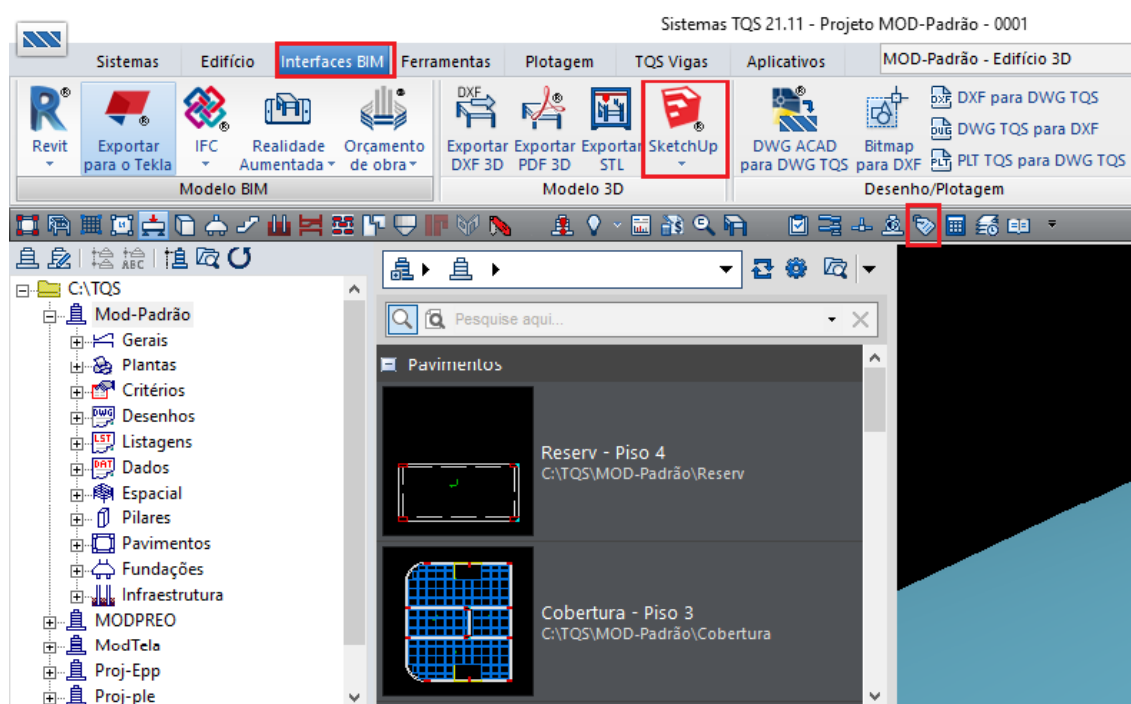 Sistemas TQS 21.11 - Projeto MOD-Padrão - 0001
Sistemas Edifício Interfaces BIM Ferramentas Plotagem TQS Vigas Aplicativos MOD-Padrão - Edifício 3D
Revit
Exportar para o Tekla
IFC
Realidade Aumentada
Orçamento de obra
DXF
Exportar DXF 3D
Exportar PDF 3D
Exportar STL
SketchUp
DWG ACAD para DWG TQS
Bitmap para DXF
DXF para DWG TQS
DWG TQS para DXF
PLT TQS para DWG TQS
Modelo BIM Modelo 3D Desenho/Plotagem
ABC
C:\TQS
Mod-Padrão
Gerais
Plantas
Critérios
DWG Desenhos
LST Listagens
DAT Dados
Espacial
Pilares
Pavimentos
Fundações
Infraestrutura
MODPREO
ModTela
Proj-Epp
Proj-ple
Pesquise aqui...
Pavimentos
Reserv - Piso 4
C:\TQS\MOD-Padrão\Reserv
Cobertura - Piso 3
C:\TQS\MOD-Padrão\Cobertura